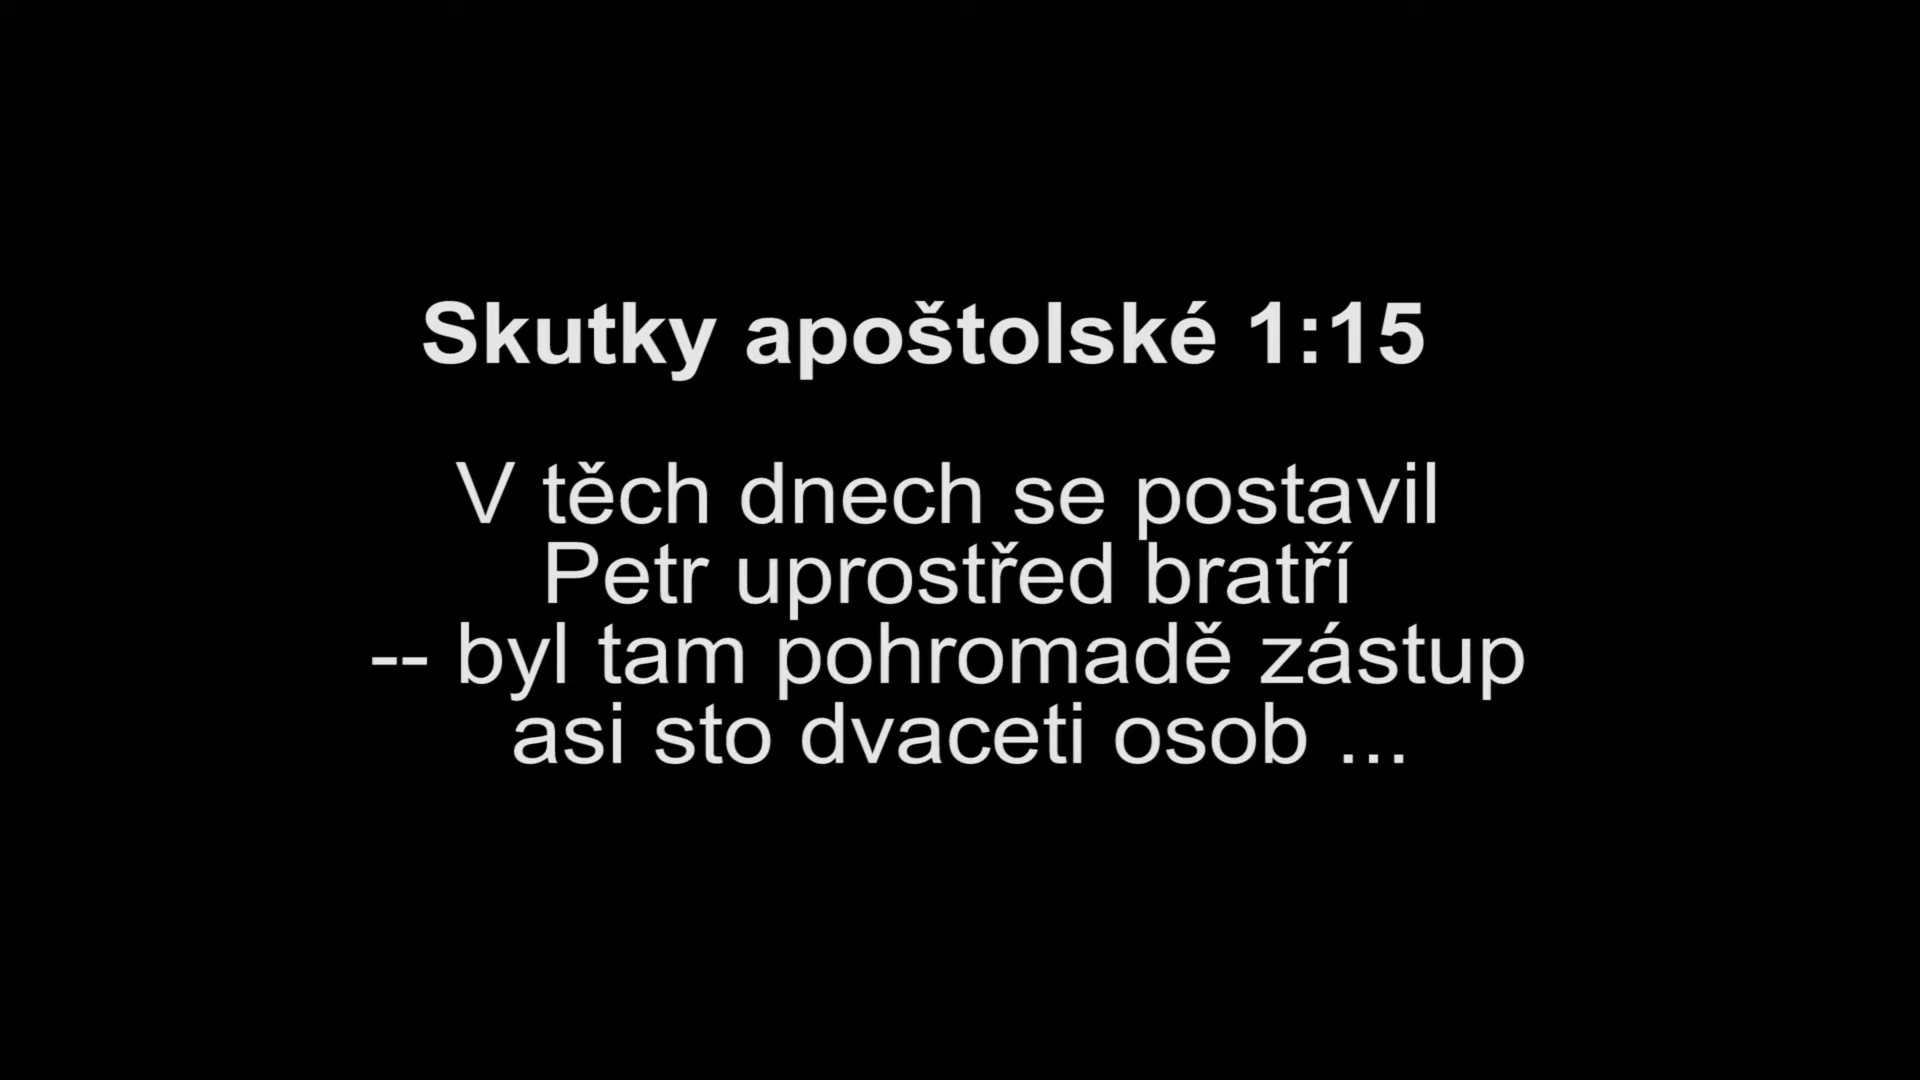 Skutky apoštolské 1:15
V těch dnech se postavil
Petr uprostřed bratří
-- byl tam pohromadě zástup
asi sto dvaceti osob ...